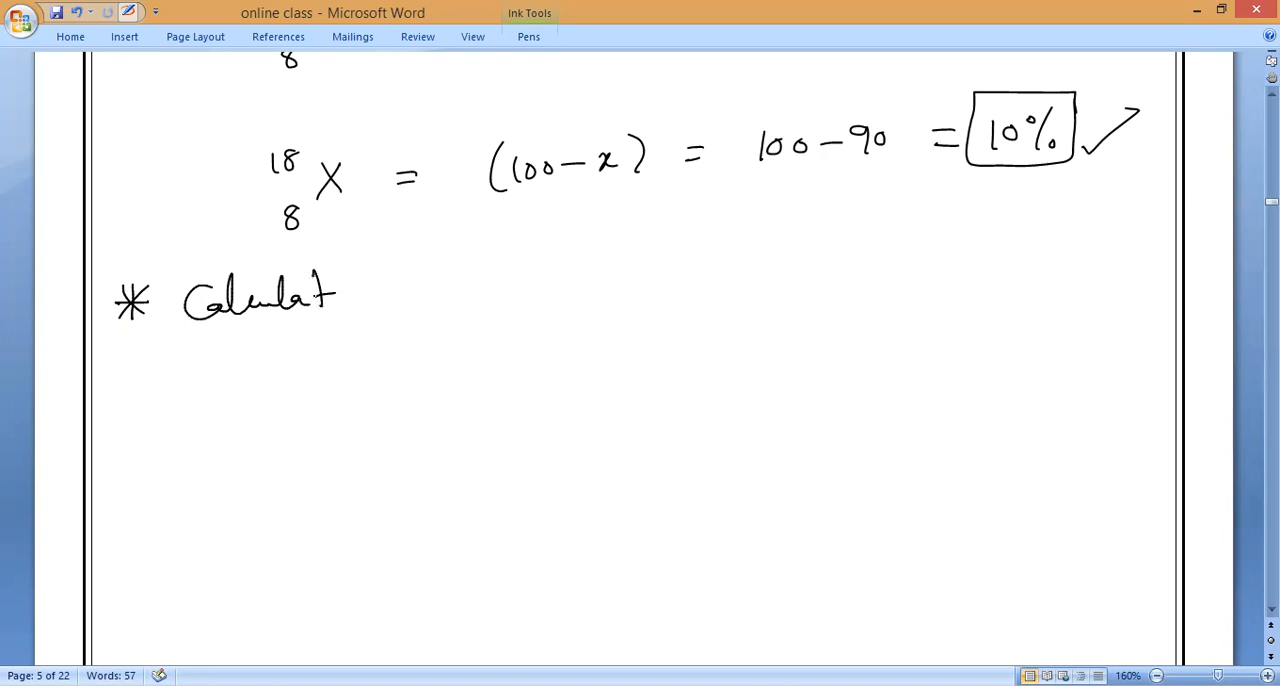 online class - Microsoft Word
Ink Tools
Home Insert Page Layout References Mailings Review View Pens
8
18
X = (100 - x) = 100 - 90 = 10% ✓
8
* Calculat
Page: 5 of 22 Words: 57 160%